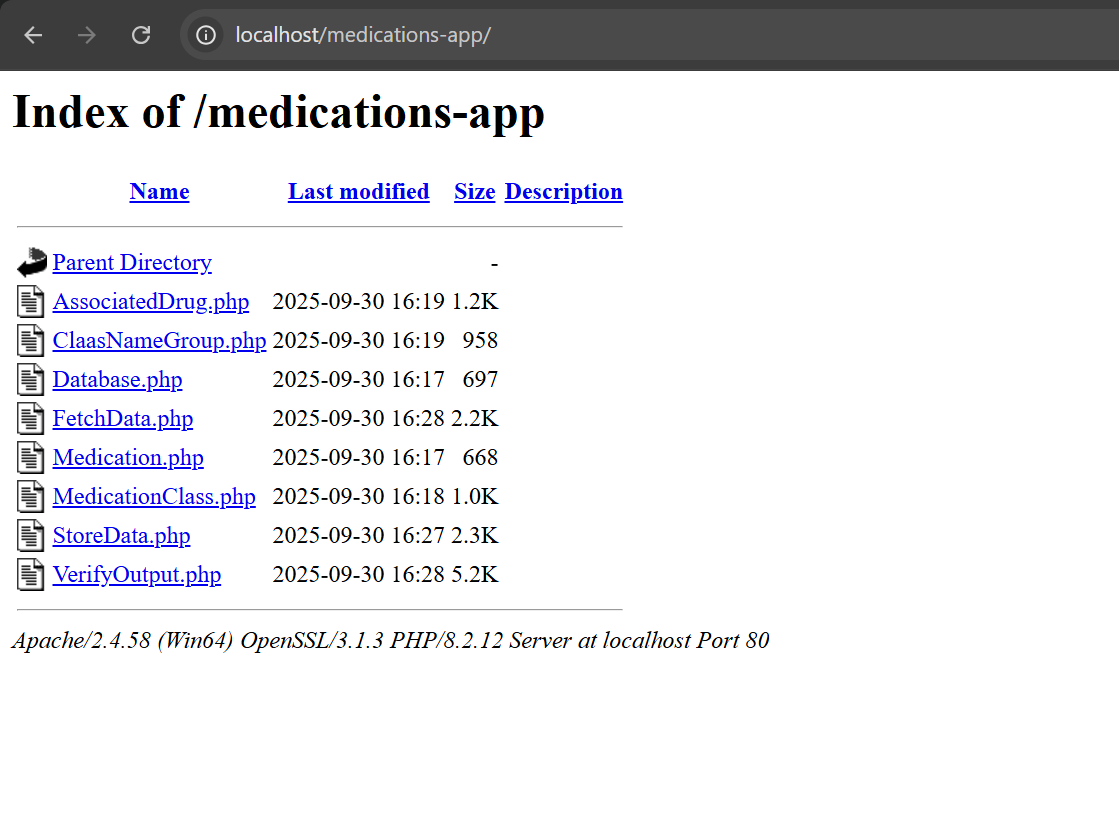 localhost/medications-app/
Index of /medications-app
Name Last modified Size Description
Parent Directory -
AssociatedDrug.php 2025-09-30 16:19 1.2K
ClaasNameGroup.php 2025-09-30 16:19 958
Database.php 2025-09-30 16:17 697
FetchData.php 2025-09-30 16:28 2.2K
Medication.php 2025-09-30 16:17 668
MedicationClass.php 2025-09-30 16:18 1.0K
StoreData.php 2025-09-30 16:27 2.3K
VerifyOutput.php 2025-09-30 16:28 5.2K
Apache/2.4.58 (Win64) OpenSSL/3.1.3 PHP/8.2.12 Server at localhost Port 80